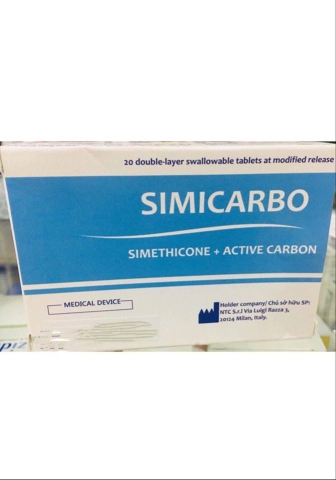 20 double-layer swallowable tablets at modified release
SIMICARBO
SIMETHICONE + ACTIVE CARBON
MEDICAL DEVICE
Holder company/ Chủ sở hữu SP:
NTC S.r.l Via Luigi Razza 3,
20124 Milan, Italy.